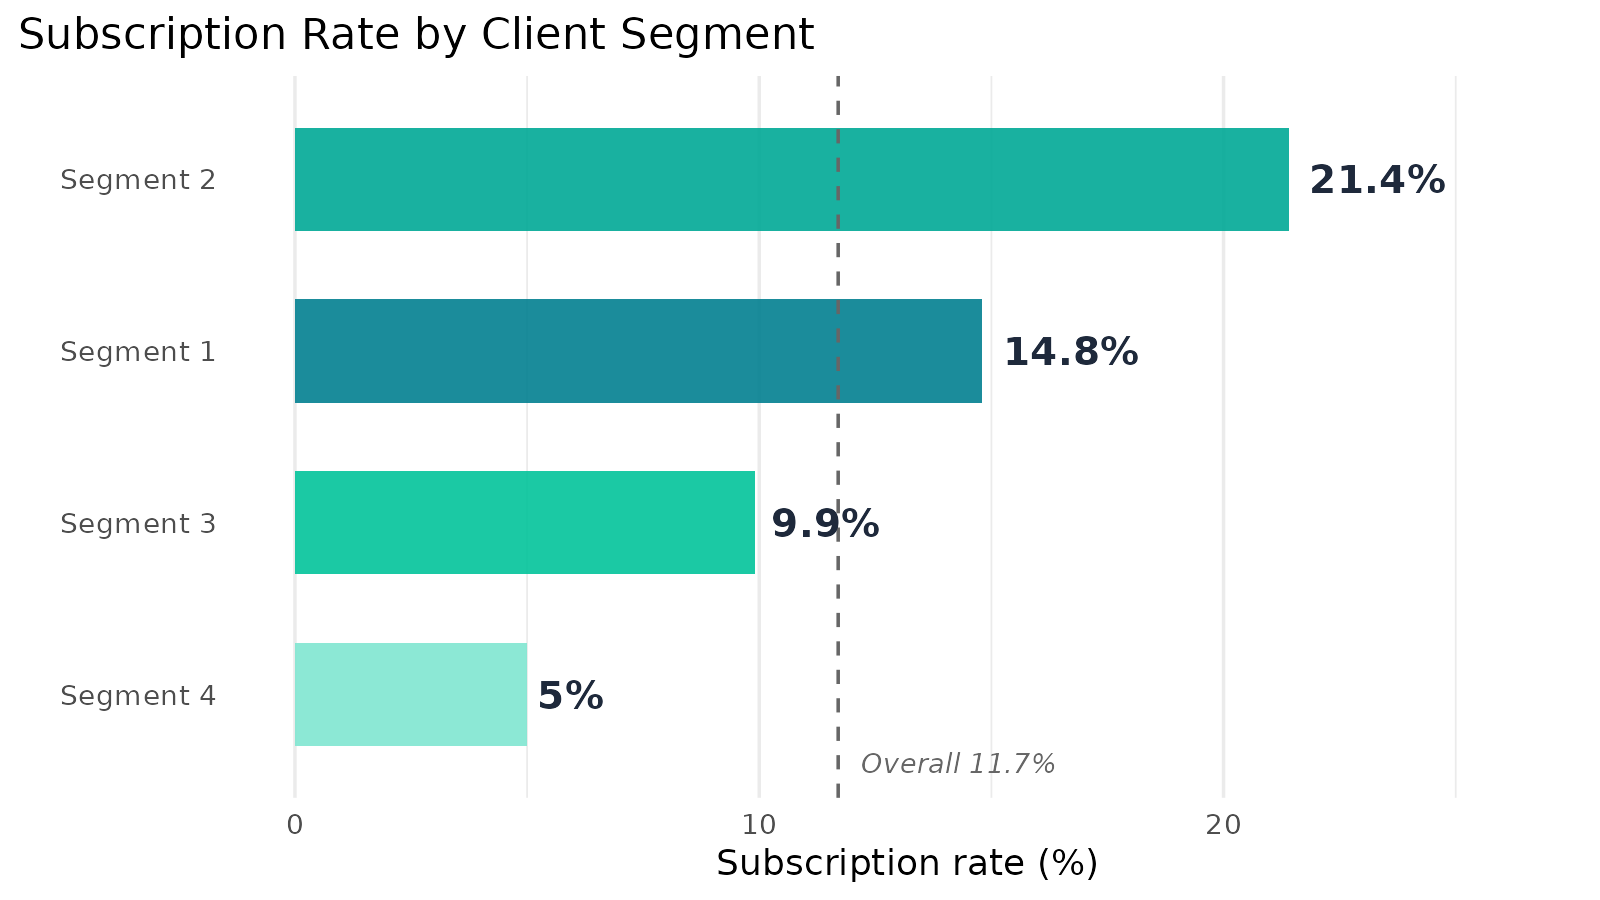 Subscription Rate by Client Segment
Segment 2
21.4%
Segment 1
14.8%
Segment 3
9.9%
Segment 4
5%
Overall 11.7%
0
10
20
Subscription rate (%)